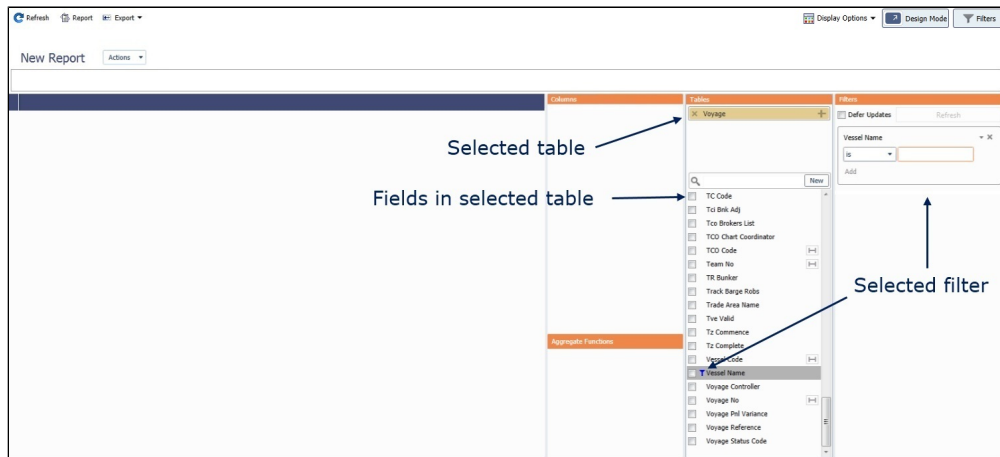 Refresh Report Export Display Options Design Mode Filters
New Report Actions
Columns Tables Filters
Voyage
Defer Updates Refresh
Vessel Name
is
Add
Selected table
New
Fields in selected table
TC Code
Tci Bnk Adj
Tco Brokers List
TCO Chart Coordinator
TCO Code
Team No
TR Bunker
Track Barge Robs
Trade Area Name
Tve Valid
Tz Commence
Tz Complete
Vessel Code
Vessel Name
Voyage Controller
Voyage No
Voyage Pnl Variance
Voyage Reference
Voyage Status Code
Selected filter
Aggregate Functions